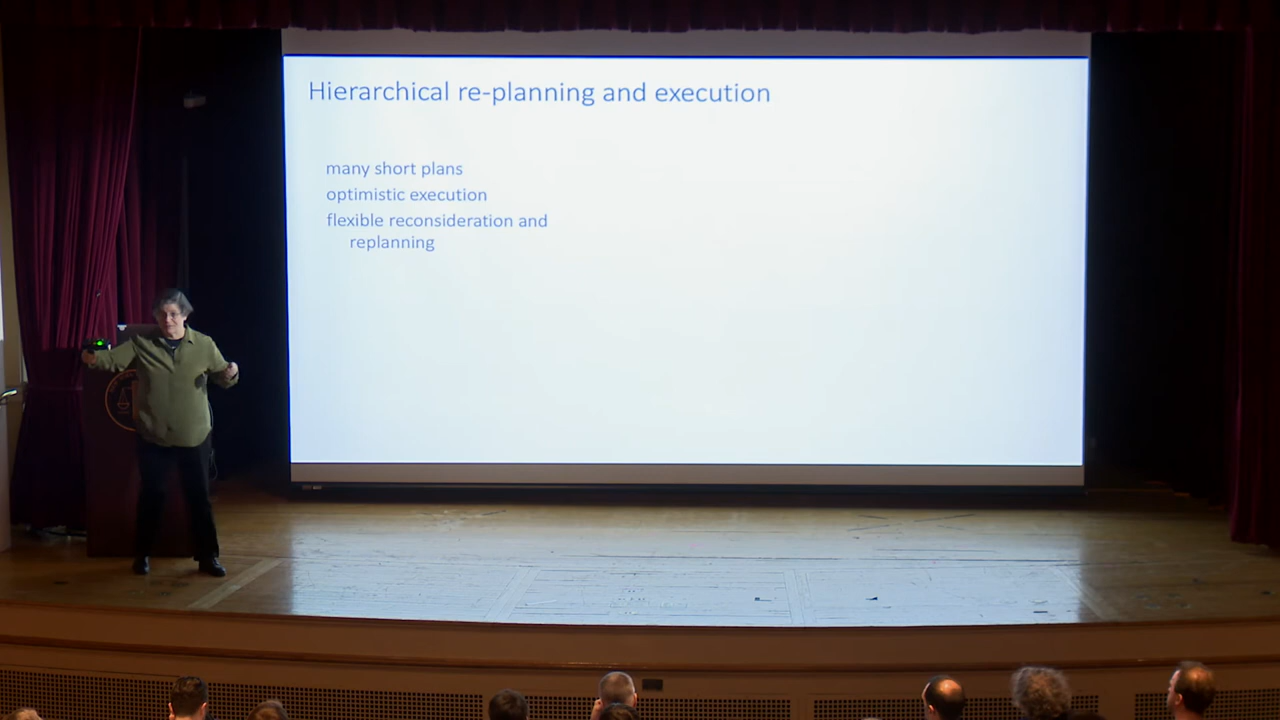 Hierarchical re-planning and execution
many short plans
optimistic execution
flexible reconsideration and
replanning